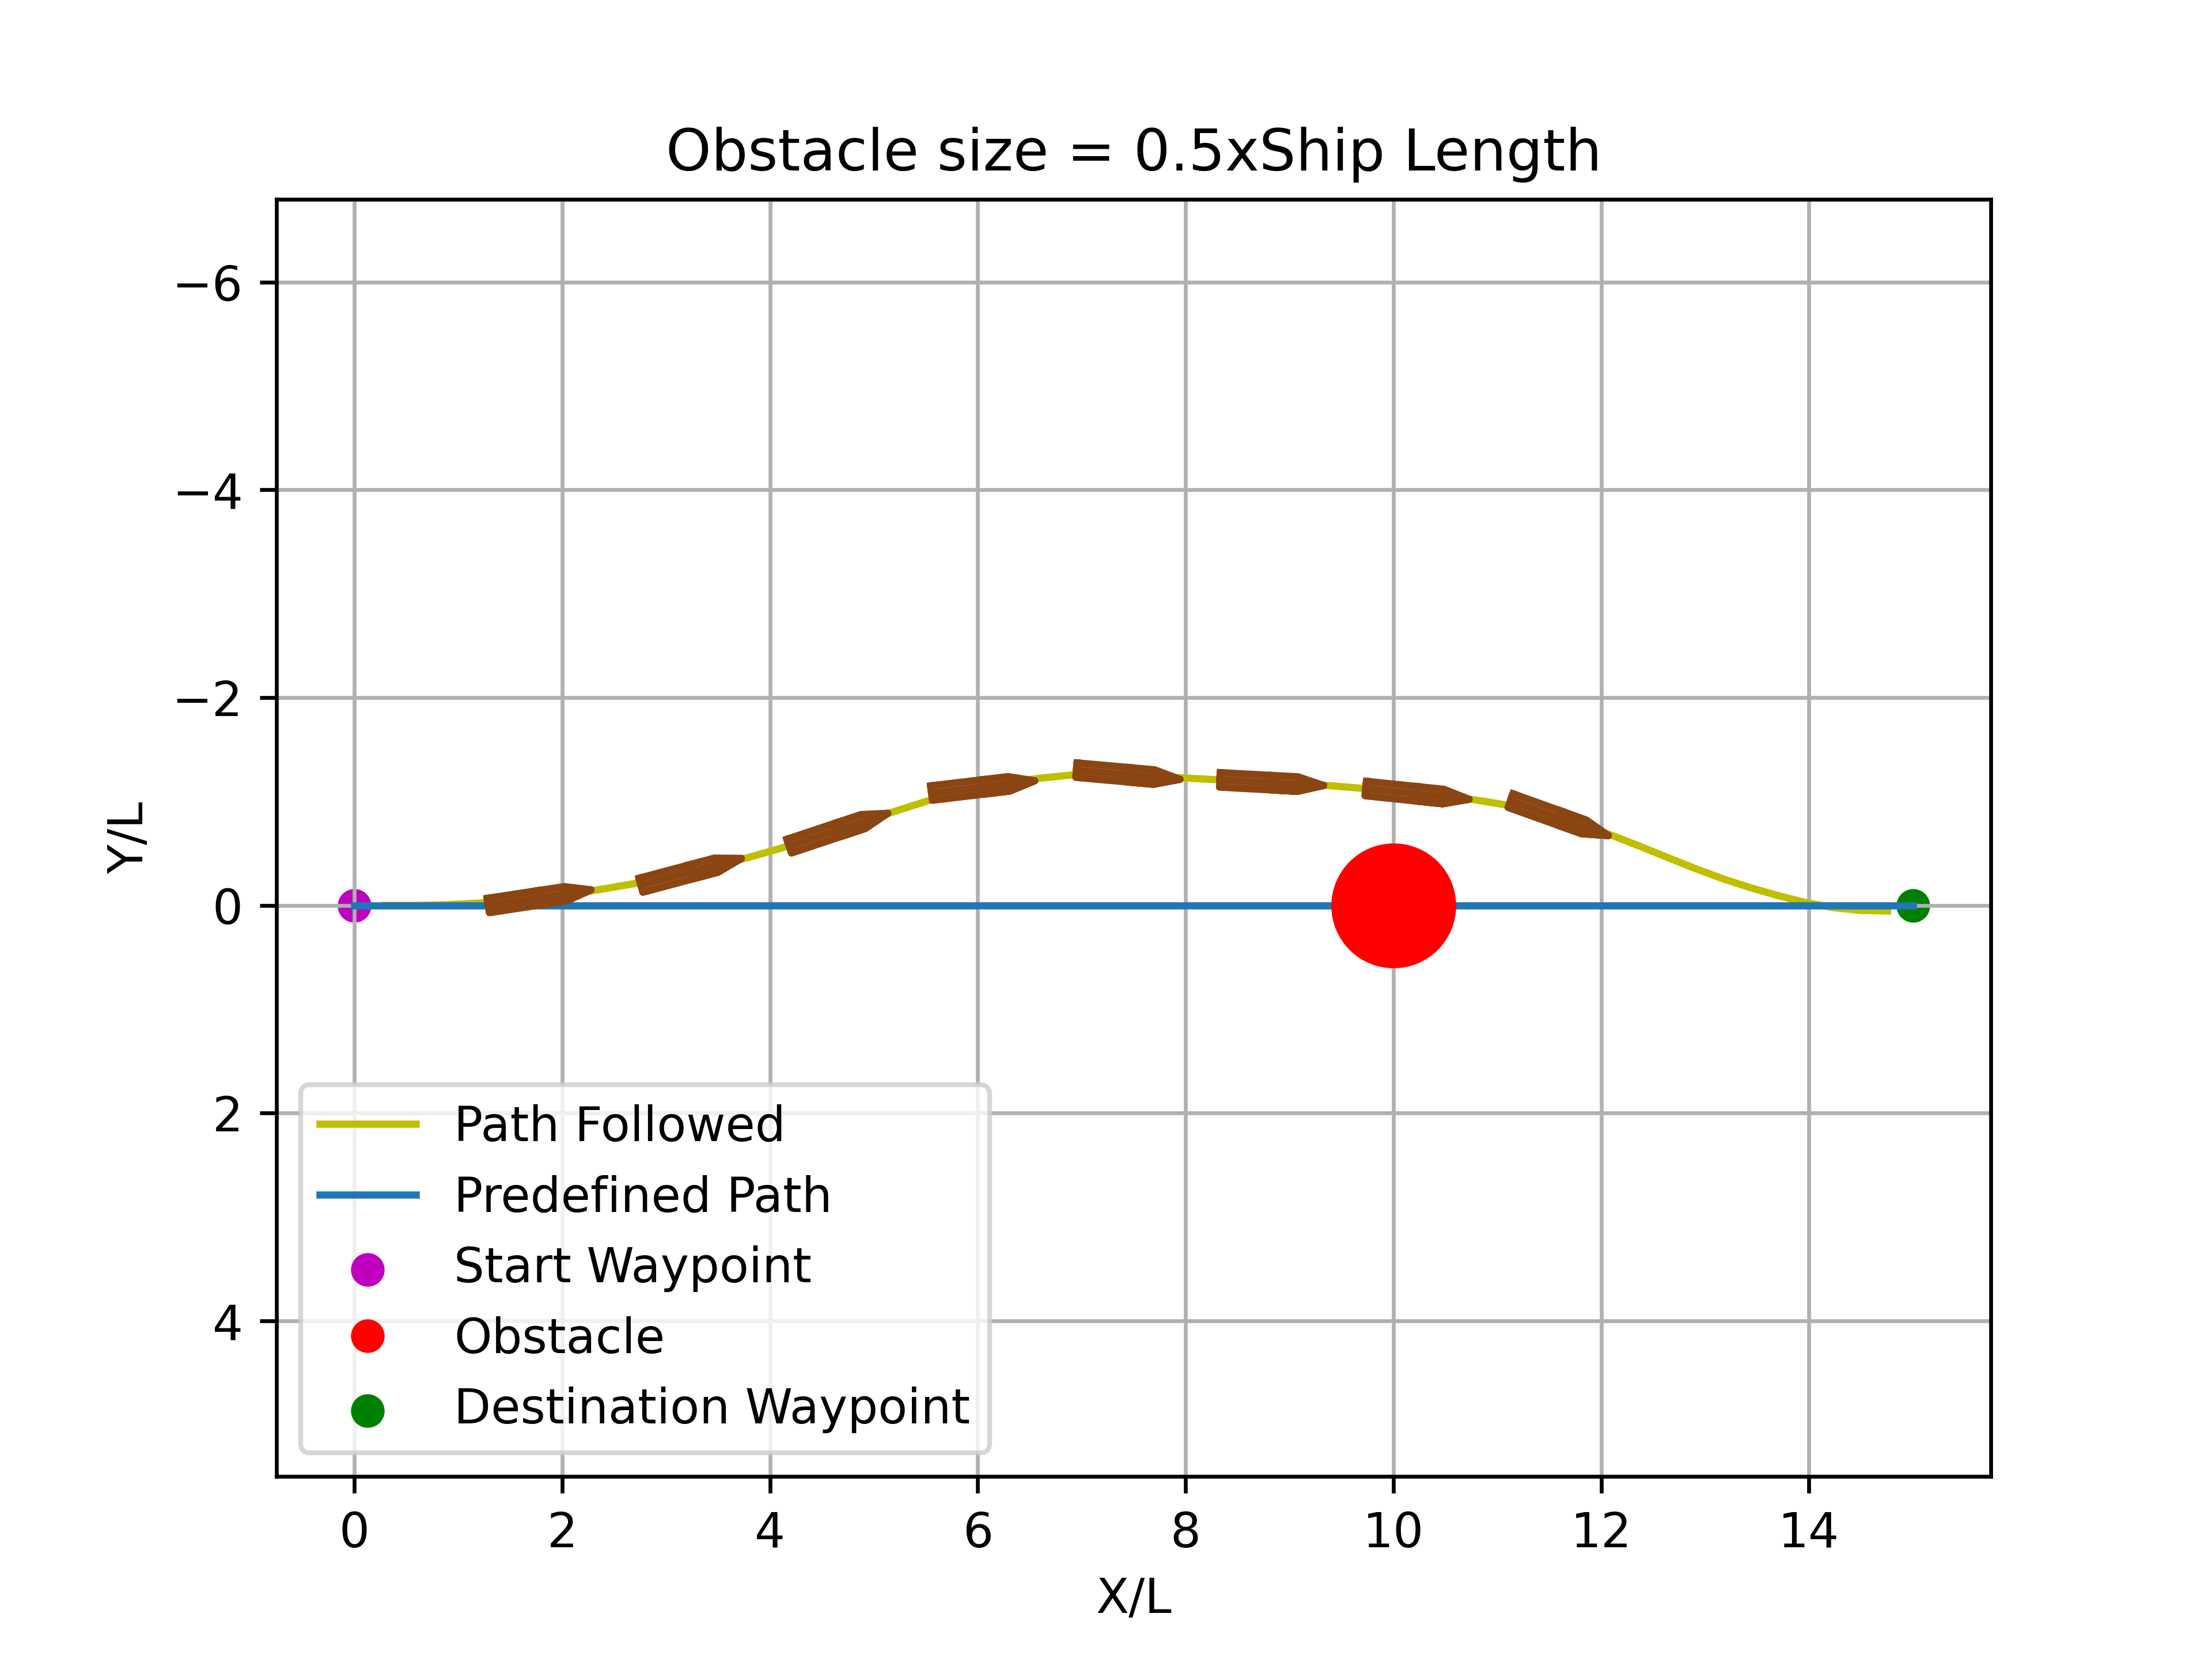 Obstacle size = 0.5xShip Length
−6
−4
−2
0
2
4
Y/L
Path Followed
Predefined Path
Start Waypoint
Obstacle
Destination Waypoint
0 2 4 6 8 10 12 14
X/L